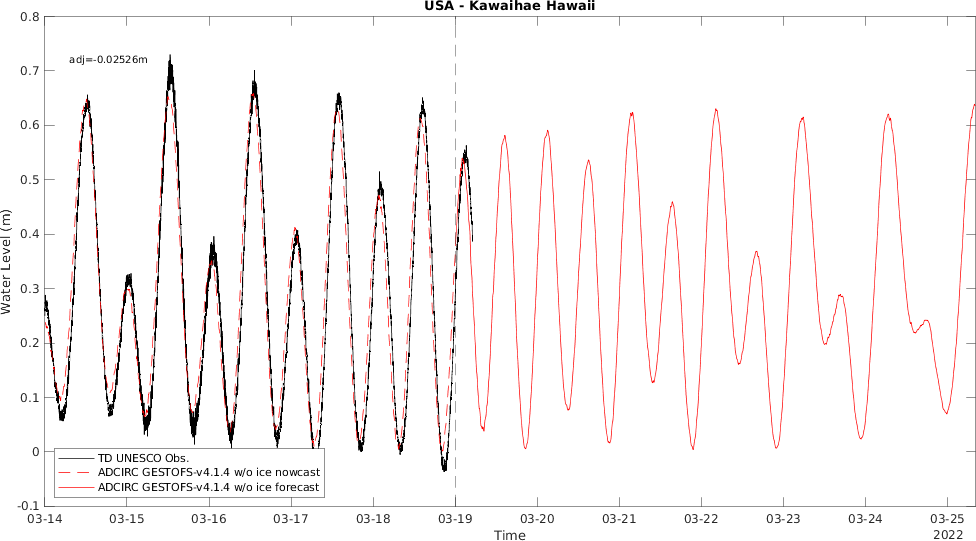 USA - Kawaihae Hawaii
0.8
0.7
0.6
0.5
0.4
0.3
0.2
0.1
0
-0.1
Water Level (m)
adj=-0.02526m
TD UNESCO Obs.
ADCIRC GESTOFS-v4.1.4 w/o ice nowcast
ADCIRC GESTOFS-v4.1.4 w/o ice forecast
03-14 03-15 03-16 03-17 03-18 03-19 03-20 03-21 03-22 03-23 03-24 03-25
Time
2022